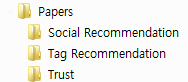 Papers
Social Recommendation
Tag Recommendation
Trust